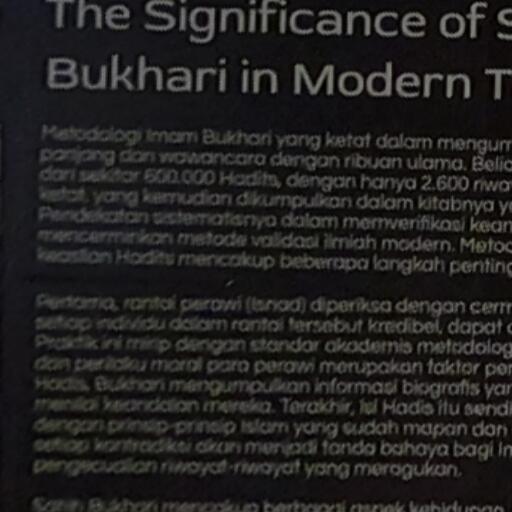 The Significance of S
Bukhari in Modern T
Metodologi Imam Bukhari yang ketat dalam mengum
panjang dan wawancara dengan ribuan ulama. Belia
dari sekitar 600.000 Hadits, dengan hanya 2.600 riwa
ketat, yang kemudian dikumpulkan dalam kitabnya y
Pendekatan sistematisnya dalam memverifikasi kean
mencerminkan metode validasi ilmiah modern. Metoc
keaslian Hadits mencakup beberapa langkah penting
Pertama, rantai perawi (Isnad) diperiksa dengan cerm
setiap individu dalam rantai tersebut kredibel, dapat d
Praktik ini mirip dengan standar akademis metodolog
dan perilaku moral para perawi merupakan faktor pen
Hadis. Bukhari mengumpulkan informasi biografis yan
menilai keandalan mereka. Terakhir, isi Hadis itu sendi
dengan prinsip-prinsip Islam yang sudah mapan dan
setiap kontradiksi akan menjadi tanda bahaya bagi Im
pengecualian riwayat-riwayat yang meragukan.
Sahih Bukhari mencakup berbagai aspek kehidupan